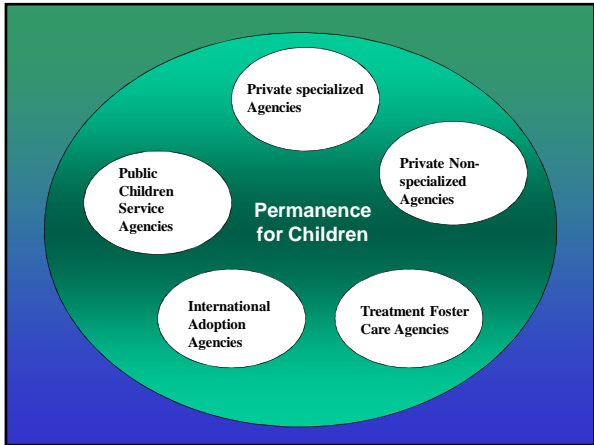 Private specialized
Agencies
Private Non-
specialized
Agencies
Public
Children
Service
Agencies
Permanence
for Children
International
Adoption
Agencies
Treatment Foster
Care Agencies